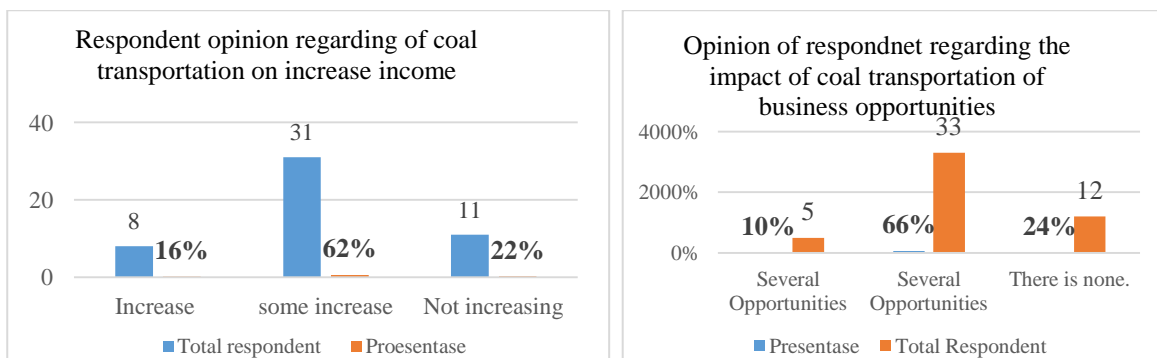 Respondent opinion regarding of coal
transportation on increase income
40
20
0
8
16%
31
62%
11
22%
Increase
some increase
Not increasing
Total respondent
Proesentase
Opinion of respondnet regarding the
impact of coal transportation of
business opportunities
4000%
2000%
0%
10%
5
66%
33
24%
12
Several
Opportunities
Several
Opportunities
There is none.
Presentase
Total Respondent